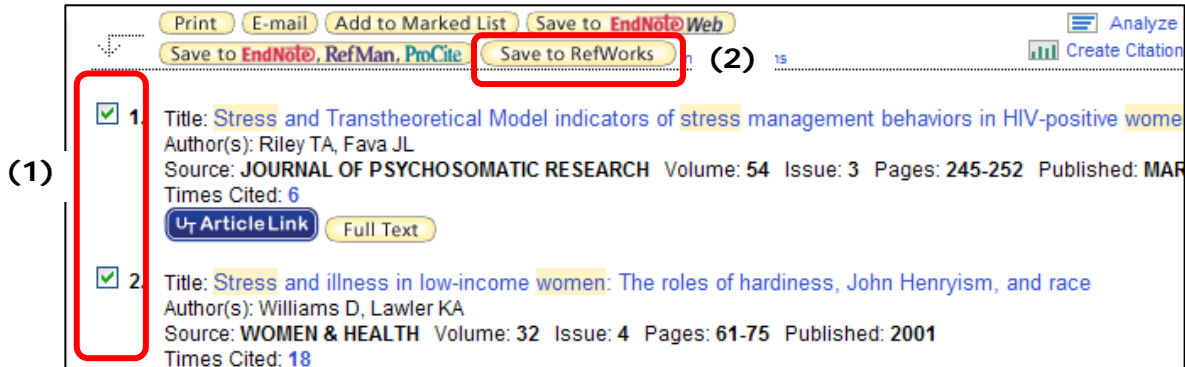 Print E-mail Add to Marked List Save to EndNote Web Analyze
Save to EndNote, RefMan, ProCite Save to RefWorks (2) ns Create Citation
1. Title: Stress and Transtheoretical Model indicators of stress management behaviors in HIV-positive wome
Author(s): Riley TA, Fava JL
(1)
Source: JOURNAL OF PSYCHOSOMATIC RESEARCH Volume: 54 Issue: 3 Pages: 245-252 Published: MAR
Times Cited: 6
UT ArticleLink Full Text
2. Title: Stress and illness in low-income women: The roles of hardiness, John Henryism, and race
Author(s): Williams D, Lawler KA
Source: WOMEN & HEALTH Volume: 32 Issue: 4 Pages: 61-75 Published: 2001
Times Cited: 18